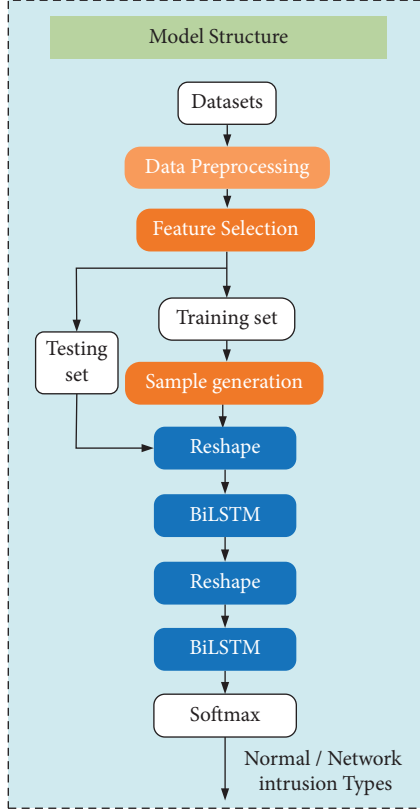 Model Structure
Datasets
Data Preprocessing
Feature Selection
Training set
Testing
set
Sample generation
Reshape
BiLSTM
Reshape
BiLSTM
Softmax
Normal / Network
intrusion Types